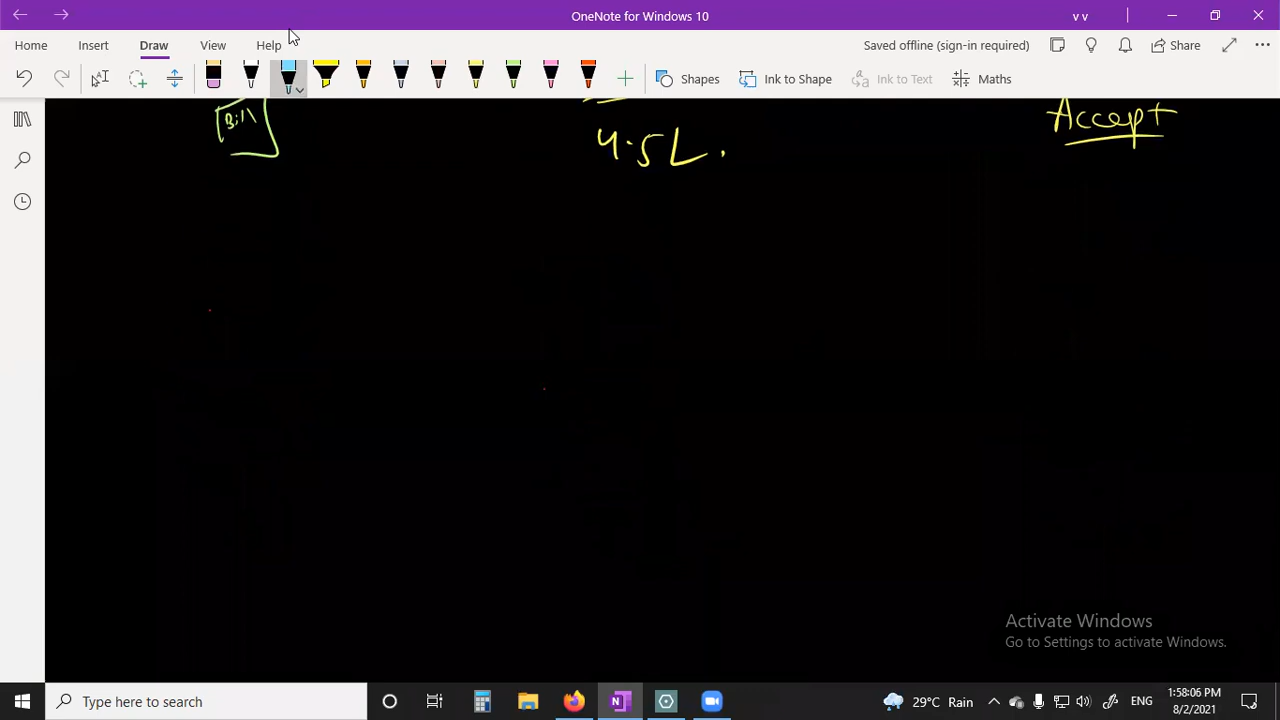 OneNote for Windows 10
v v
Home Insert Draw View Help
Saved offline (sign-in required)
Share
Shapes
Ink to Shape
Ink to Text
Maths
Bill
4.5 L.
Accept
Activate Windows
Go to Settings to activate Windows.
Type here to search
29°C Rain
ENG
1:58:06 PM
8/2/2021